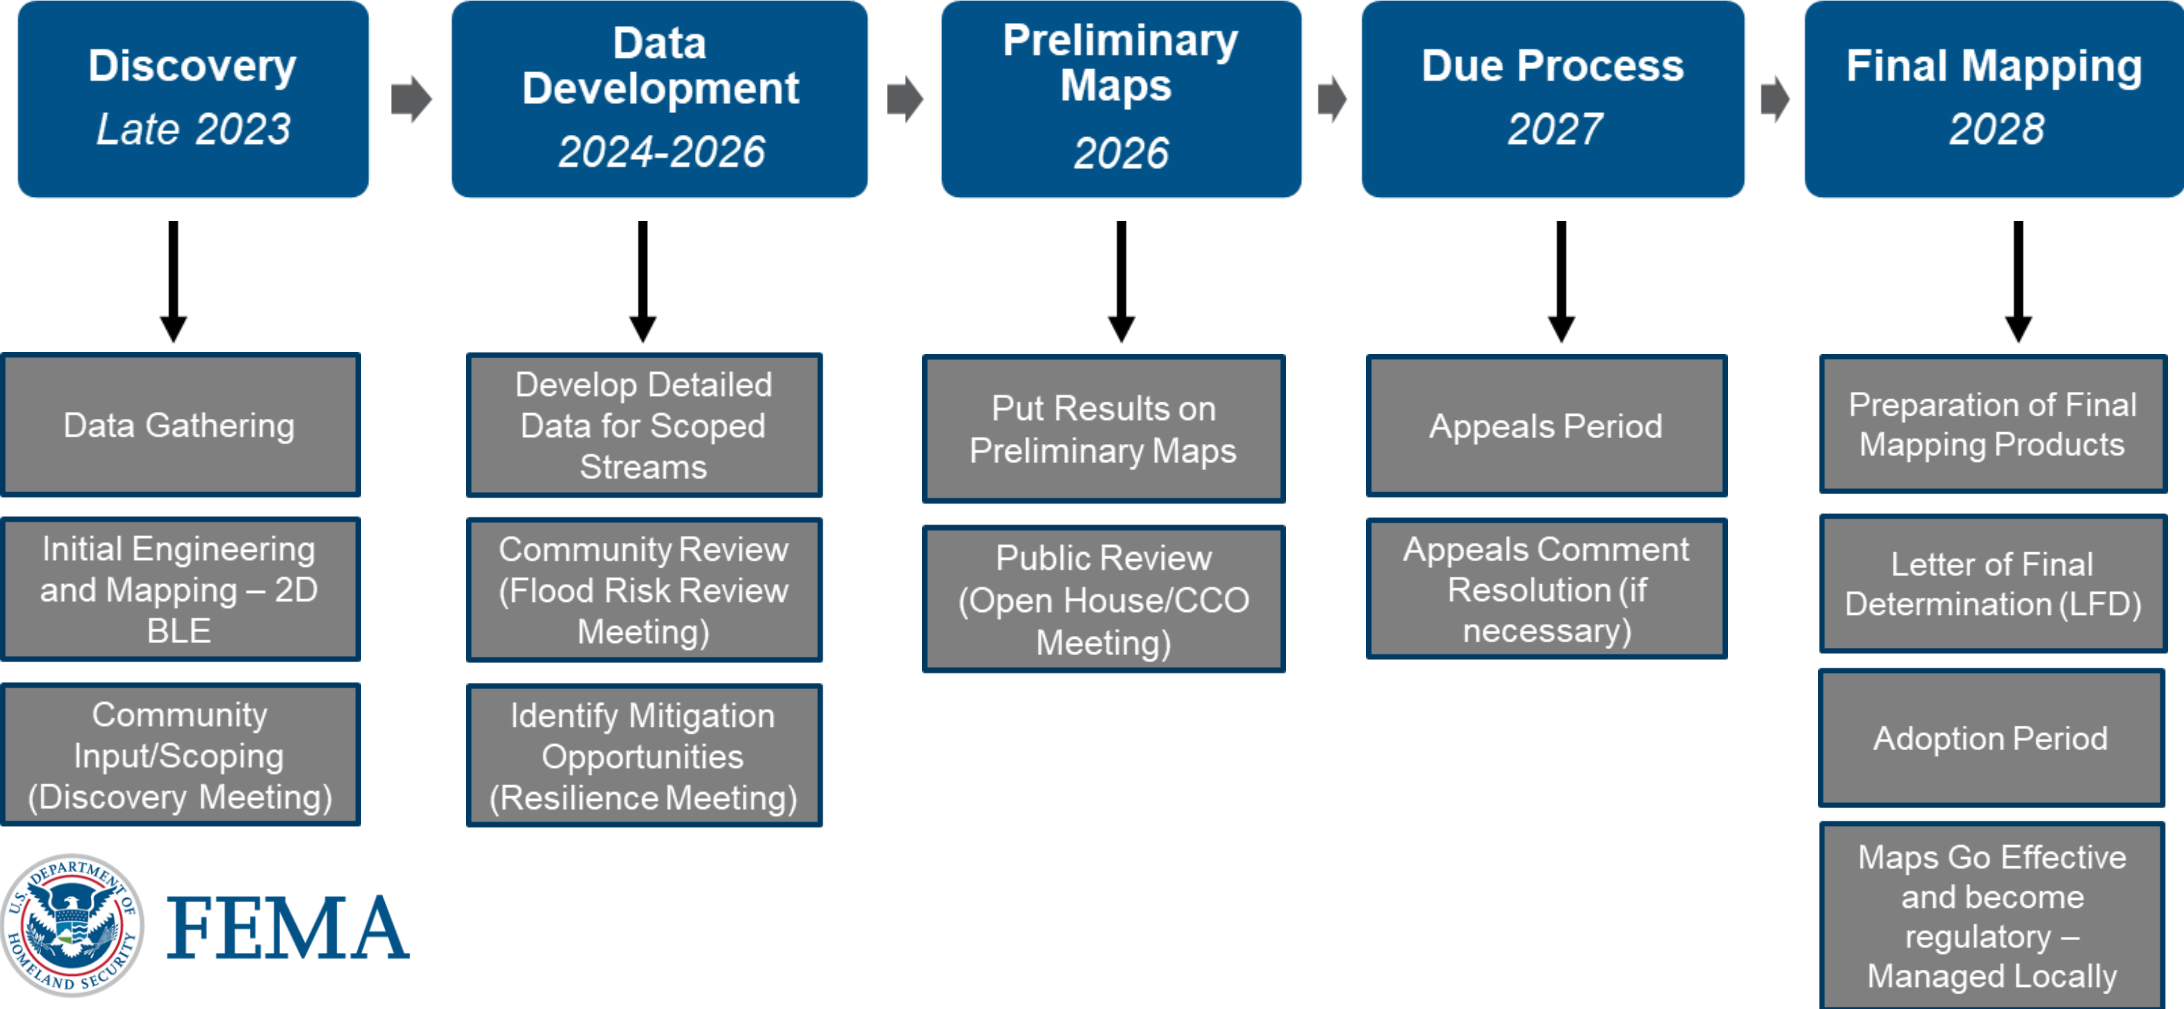 Discovery
Late 2023
Data
Development
2024-2026
Preliminary
Maps
2026
Due Process
2027
Final Mapping
2028
Data Gathering
Initial Engineering
and Mapping – 2D
BLE
Community
Input/Scoping
(Discovery Meeting)
Develop Detailed
Data for Scoped
Streams
Community Review
(Flood Risk Review
Meeting)
Identify Mitigation
Opportunities
(Resilience Meeting)
Put Results on
Preliminary Maps
Public Review
(Open House/CCO
Meeting)
Appeals Period
Appeals Comment
Resolution (if
necessary)
Preparation of Final
Mapping Products
Letter of Final
Determination (LFD)
Adoption Period
Maps Go Effective
and become
regulatory –
Managed Locally
U.S. DEPARTMENT OF
HOMELAND SECURITY
FEMA